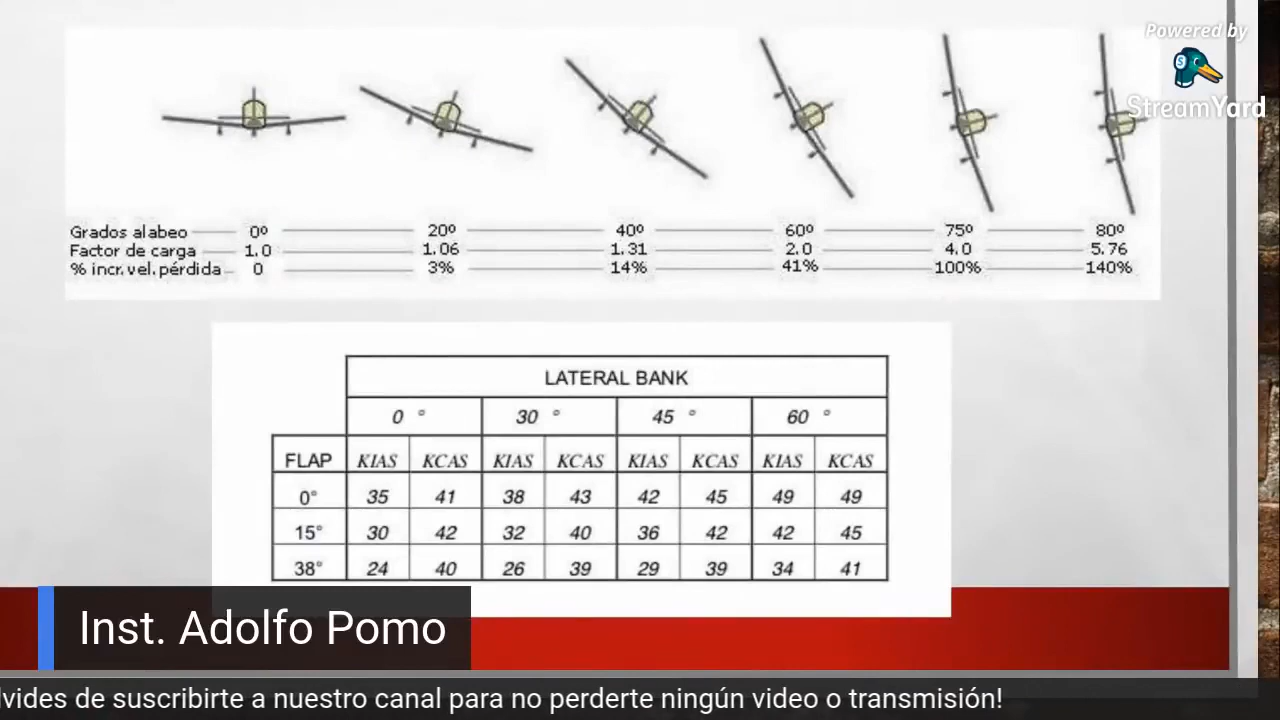 Powered by
StreamYard
Grados alabeo 0º 20º 40º 60º 75º 80º
Factor de carga 1.0 1.06 1.31 2.0 4.0 5.76
% incr. vel. pérdida 0 3% 14% 41% 100% 140%
LATERAL BANK
0 ° 30 ° 45 ° 60 °
FLAP KIAS KCAS KIAS KCAS KIAS KCAS KIAS KCAS
0° 35 41 38 43 42 45 49 49
15° 30 42 32 40 36 42 42 45
38° 24 40 26 39 29 39 34 41
Inst. Adolfo Pomo
lvides de suscribirte a nuestro canal para no perderte ningún video o transmisión!